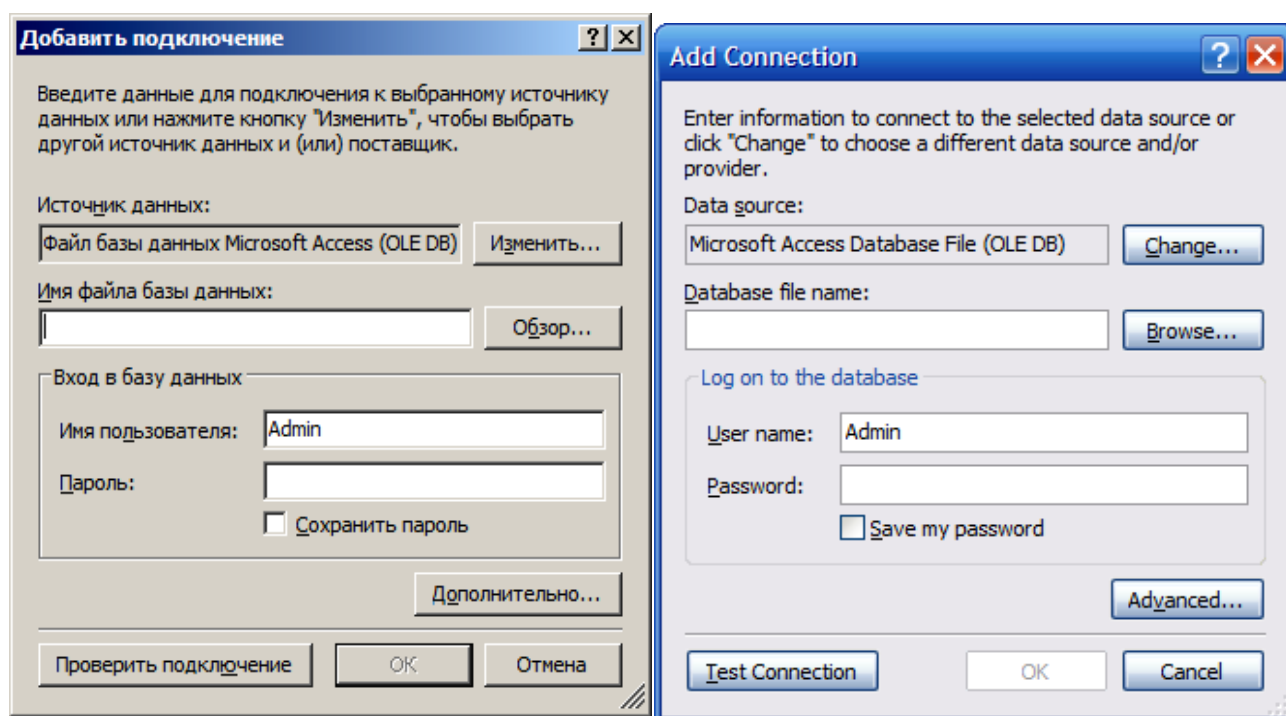 Добавить подключение
Введите данные для подключения к выбранному источнику
данных или нажмите кнопку "Изменить", чтобы выбрать
другой источник данных и (или) поставщик.
Источник данных:
Файл базы данных Microsoft Access (OLE DB)
Изменить...
Имя файла базы данных:
Обзор...
Вход в базу данных
Имя пользователя:
Admin
Пароль:
Сохранить пароль
Дополнительно...
Проверить подключение
OK
Отмена
Add Connection
Enter information to connect to the selected data source or
click "Change" to choose a different data source and/or
provider.
Data source:
Microsoft Access Database File (OLE DB)
Change...
Database file name:
Browse...
Log on to the database
User name:
Admin
Password:
Save my password
Advanced...
Test Connection
OK
Cancel